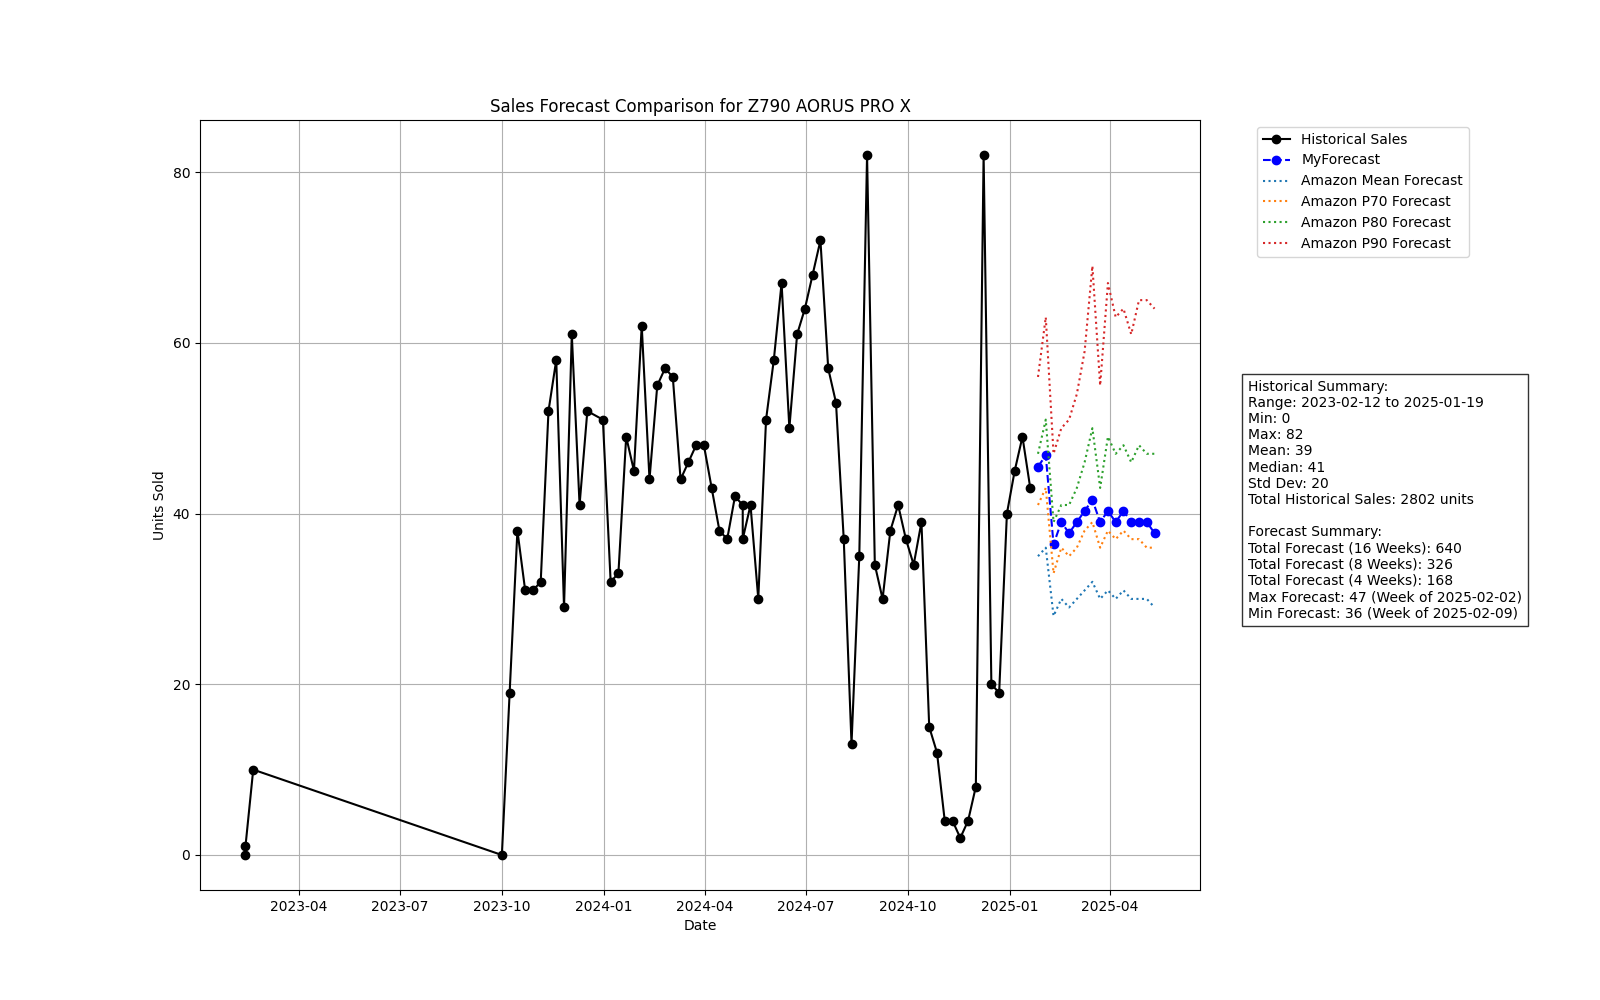 Sales Forecast Comparison for Z790 AORUS PRO X
Units Sold
80
60
40
20
0
2023-04
2023-07
2023-10
2024-01
2024-04
2024-07
2024-10
2025-01
2025-04
Date
Historical Sales
MyForecast
Amazon Mean Forecast
Amazon P70 Forecast
Amazon P80 Forecast
Amazon P90 Forecast
Historical Summary:
Range: 2023-02-12 to 2025-01-19
Min: 0
Max: 82
Mean: 39
Median: 41
Std Dev: 20
Total Historical Sales: 2802 units
Forecast Summary:
Total Forecast (16 Weeks): 640
Total Forecast (8 Weeks): 326
Total Forecast (4 Weeks): 168
Max Forecast: 47 (Week of 2025-02-02)
Min Forecast: 36 (Week of 2025-02-09)